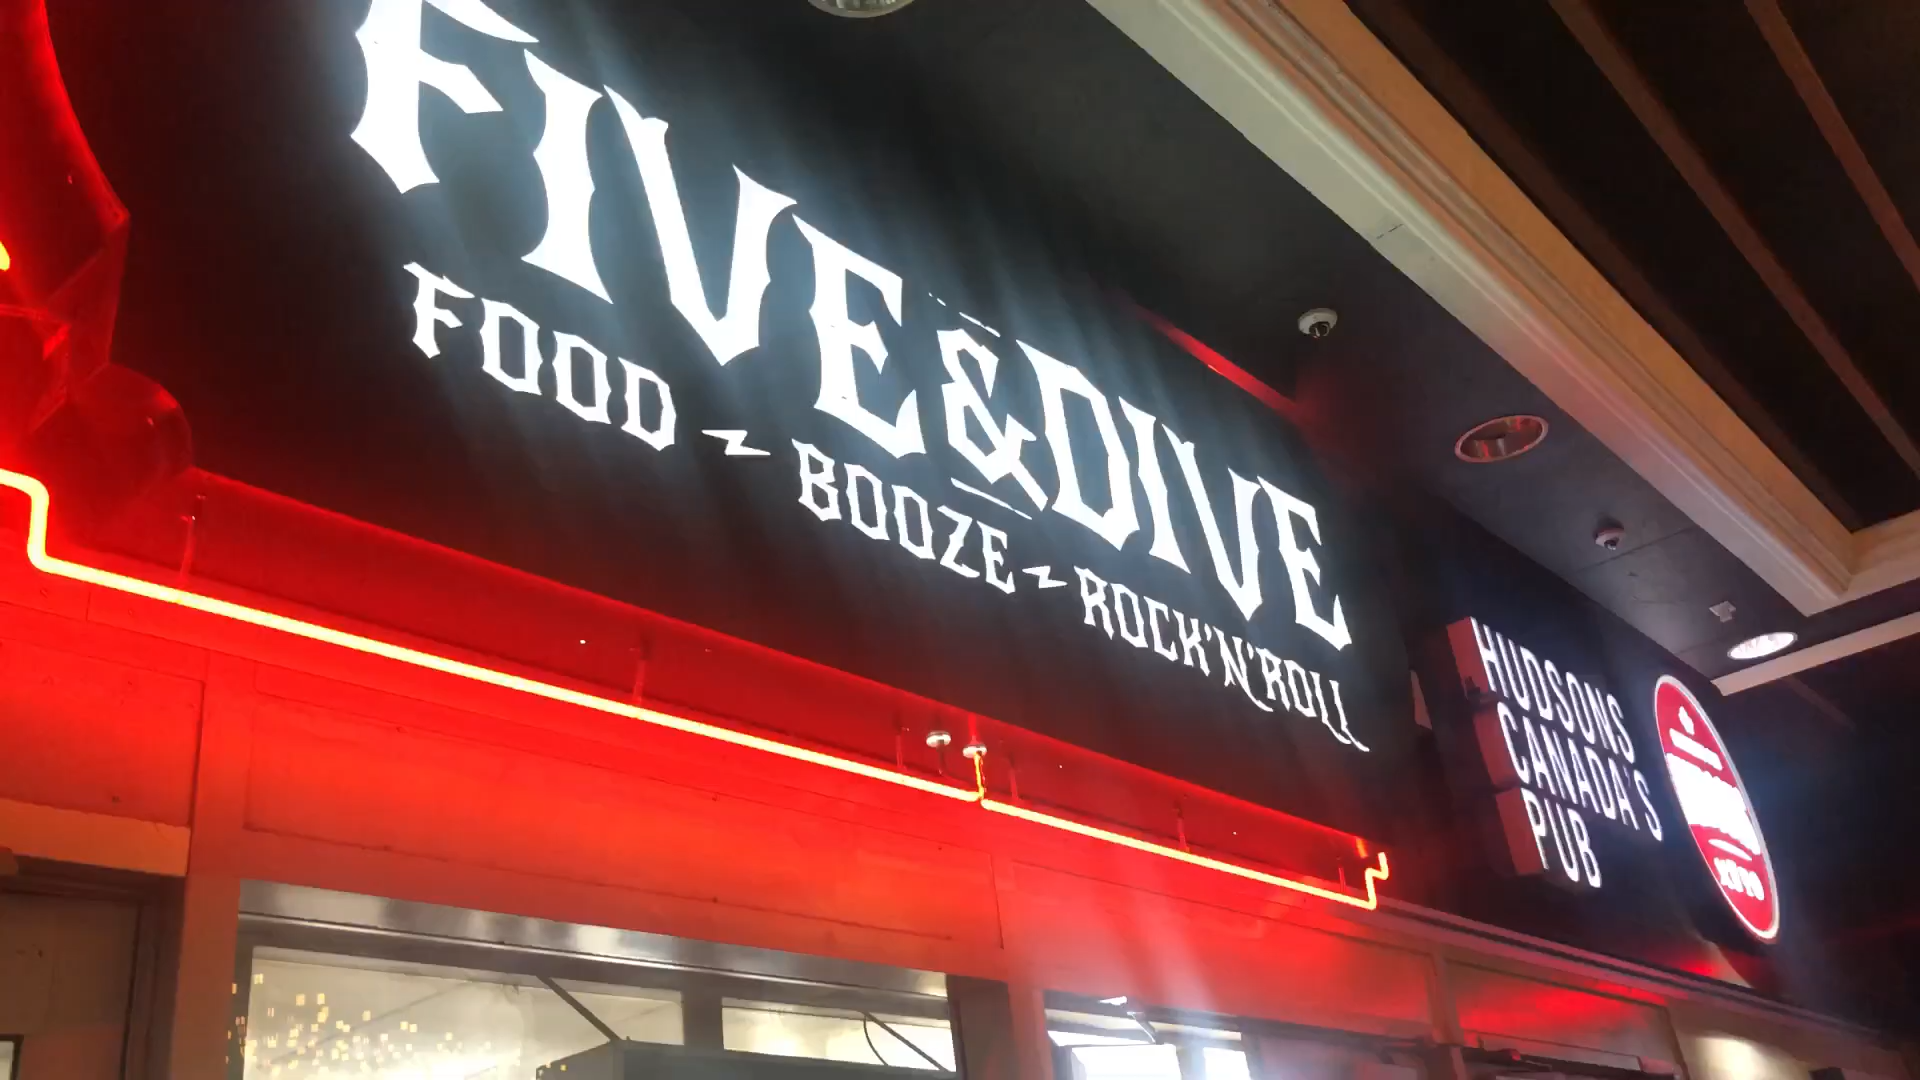 FIVE & DIVE
FOOD ~ BOOZE ~ ROCK'N'ROLL
HUDSONS
CANADA'S
PUB